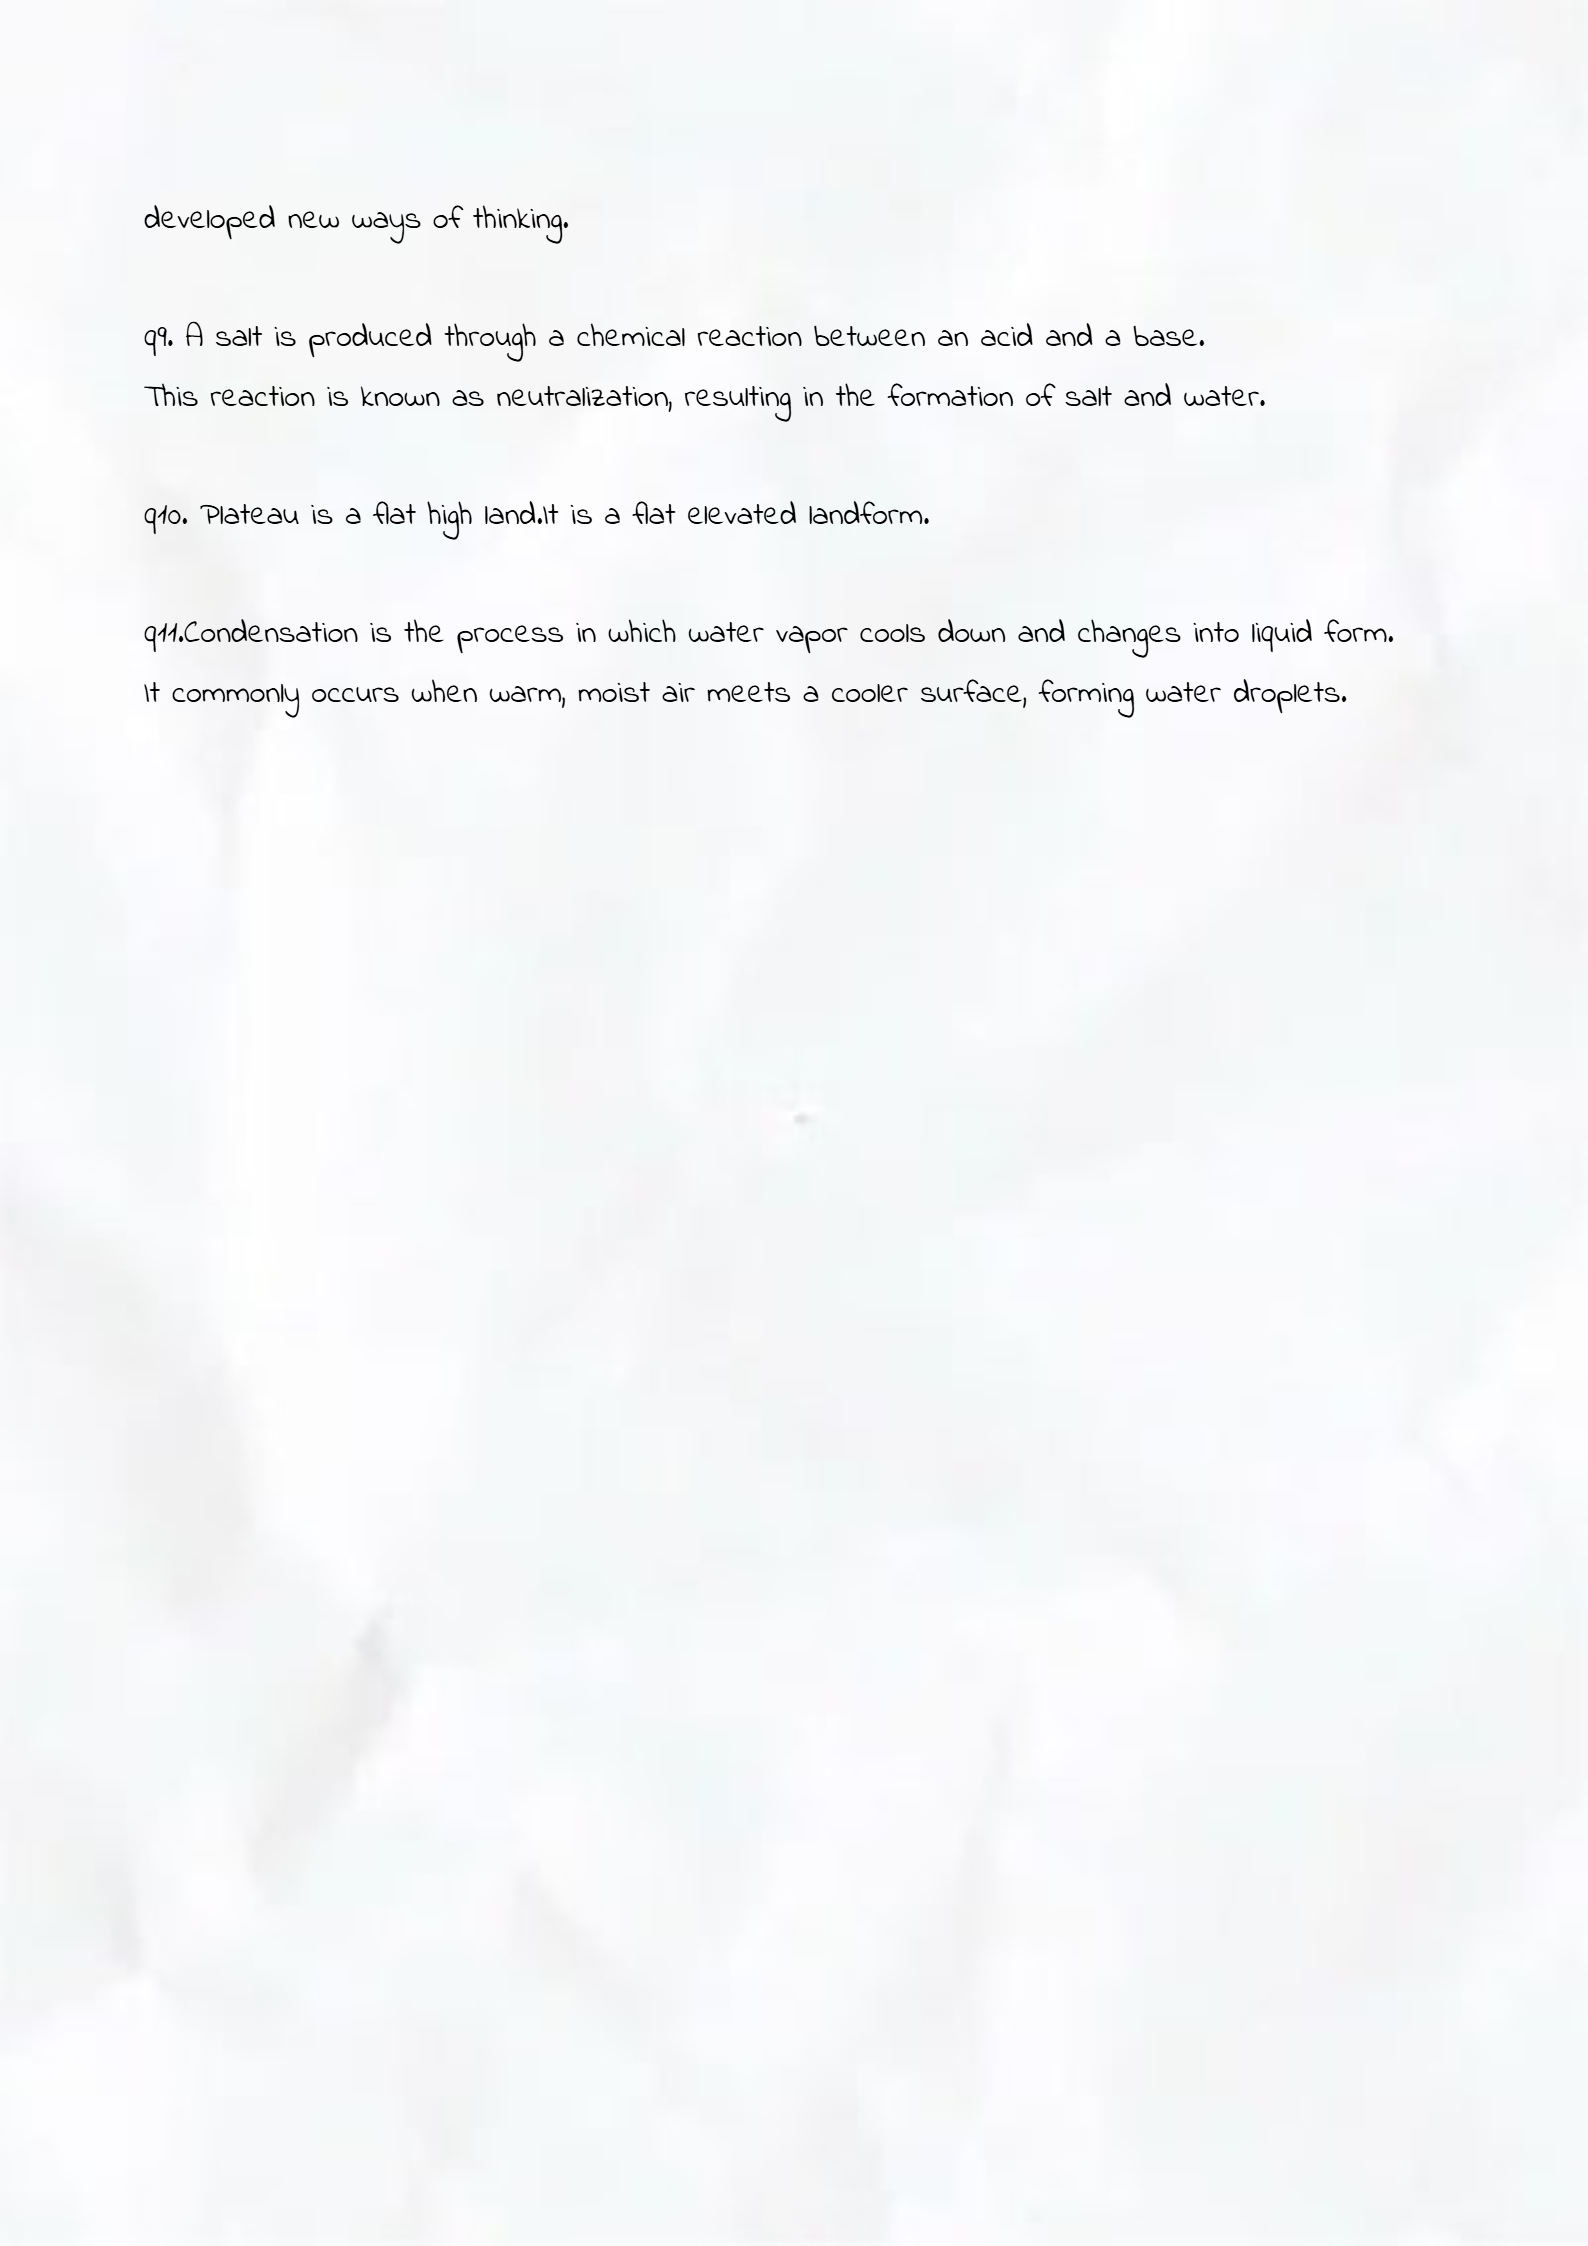 developed new ways of thinking.
q9. A salt is produced through a chemical reaction between an acid and a base.
This reaction is known as neutralization, resulting in the formation of salt and water.
q10. Plateau is a flat high land.It is a flat elevated landform.
q11.Condensation is the process in which water vapor cools down and changes into liquid form.
It commonly occurs when warm, moist air meets a cooler surface, forming water droplets.